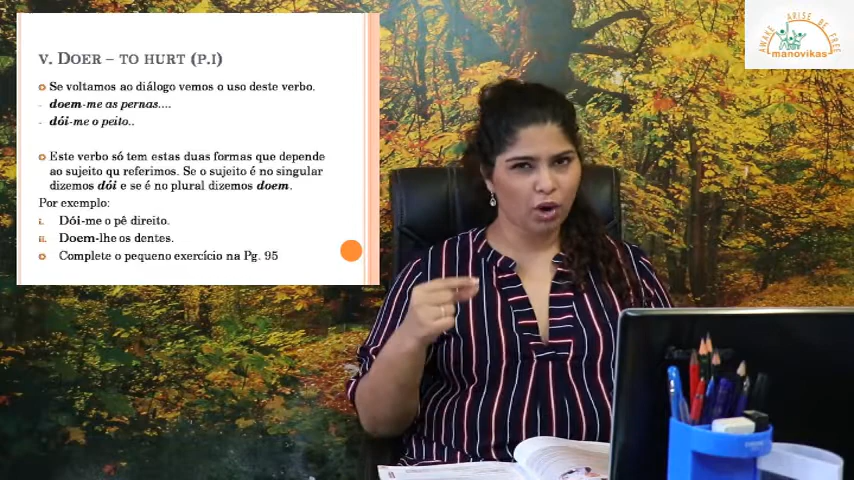 V. DOER – TO HURT (P.I)
Se voltamos ao diálogo vemos o uso deste verbo.
- doem-me as pernas....
- dói-me o peito..
Este verbo só tem estas duas formas que depende
ao sujeito qu referimos. Se o sujeito é no singular
dizemos dói e se é no plural dizemos doem.
Por exemplo:
i. Dói-me o pê direito.
ii. Doem-lhe os dentes.
Complete o pequeno exercício na Pg. 95
AWAKE ARISE BE FREE
manovikas